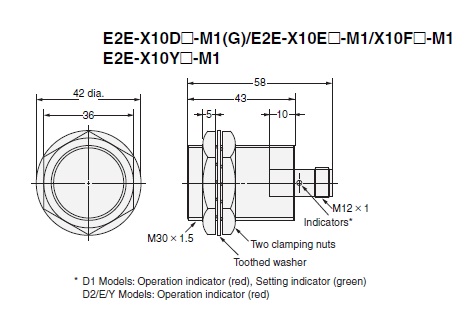 E2E-X10D□-M1(G)/E2E-X10E□-M1/X10F□-M1
E2E-X10Y□-M1
58
42 dia.
43
36
5
10
M12 × 1
Indicators*
M30 × 1.5
Two clamping nuts
Toothed washer
* D1 Models: Operation indicator (red), Setting indicator (green)
D2/E/Y Models: Operation indicator (red)